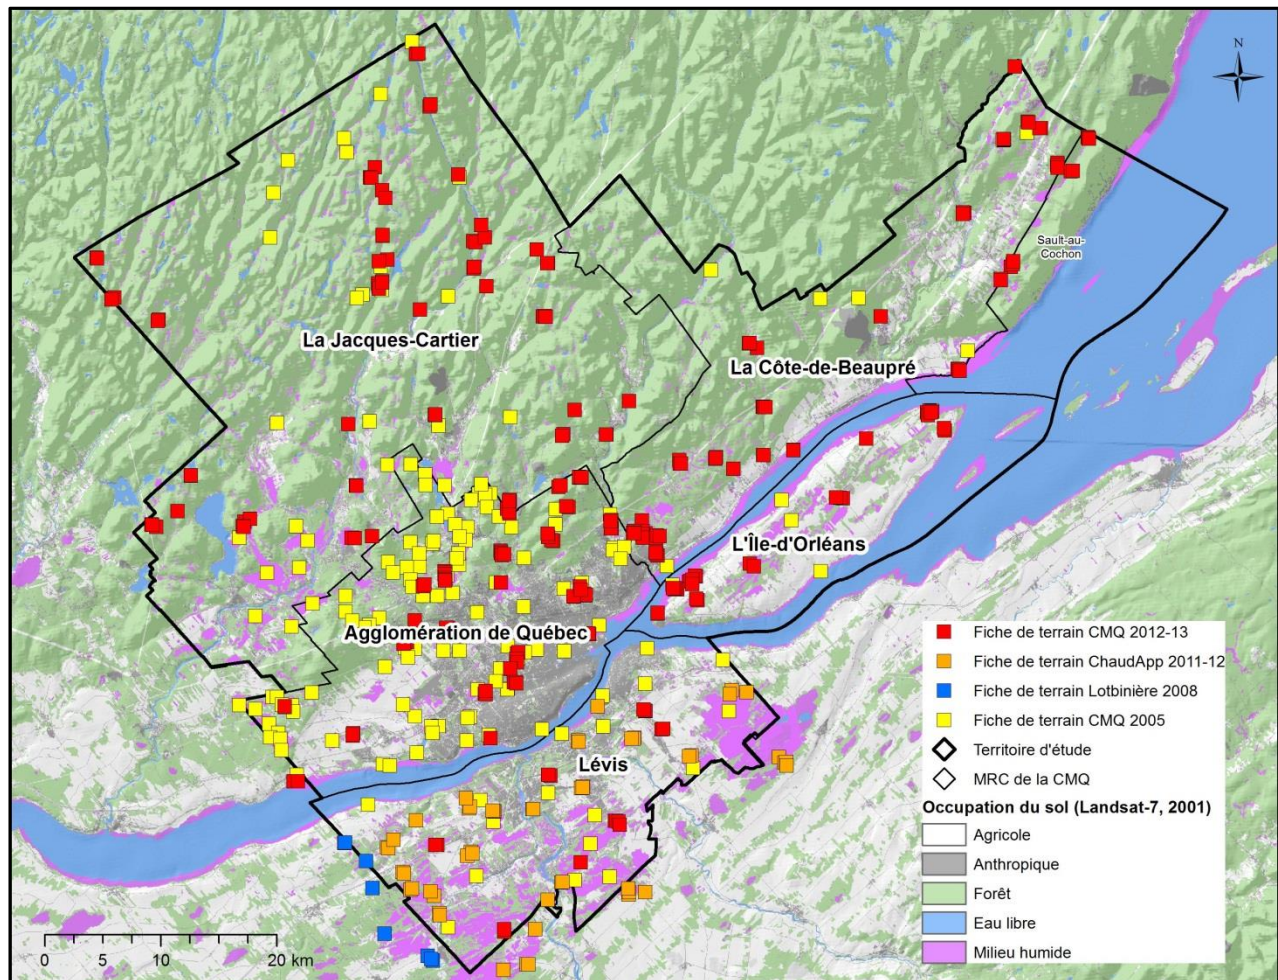 N
Sault-au-
Cochon
La Jacques-Cartier
La Côte-de-Beaupré
L'Île-d'Orléans
Agglomération de Québec
Lévis
Fiche de terrain CMQ 2012-13
Fiche de terrain ChaudApp 2011-12
Fiche de terrain Lotbinière 2008
Fiche de terrain CMQ 2005
Territoire d'étude
MRC de la CMQ
Occupation du sol (Landsat-7, 2001)
Agricole
Anthropique
Forêt
Eau libre
Milieu humide
0 5 10 20 km